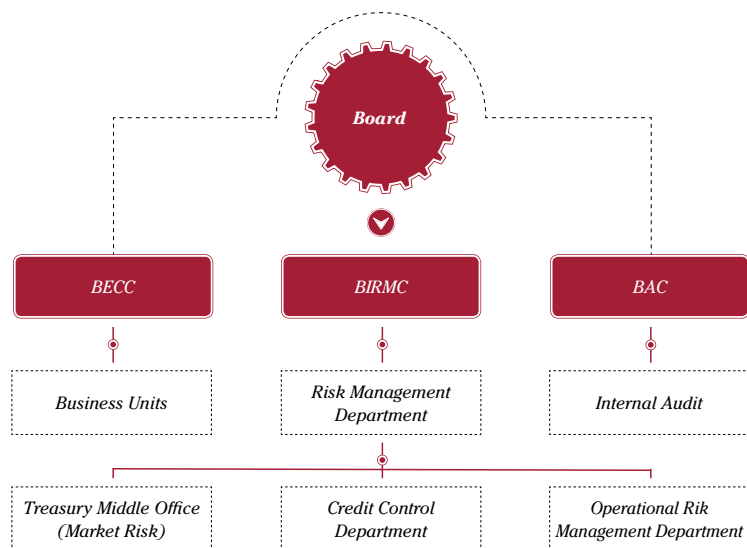 Board
BECC
BIRMC
BAC
Business Units
Risk Management
Department
Internal Audit
Treasury Middle Office
(Market Risk)
Credit Control
Department
Operational Rik
Management Department